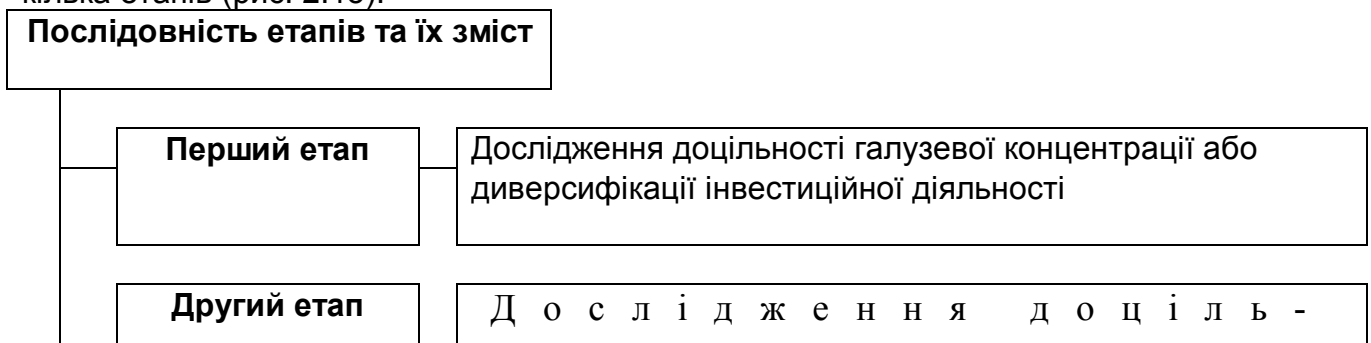 Послідовність етапів та їх зміст
Перший етап
Дослідження доцільності галузевої концентрації або
диверсифікації інвестиційної діяльності
Другий етап
Дослідження доціль-